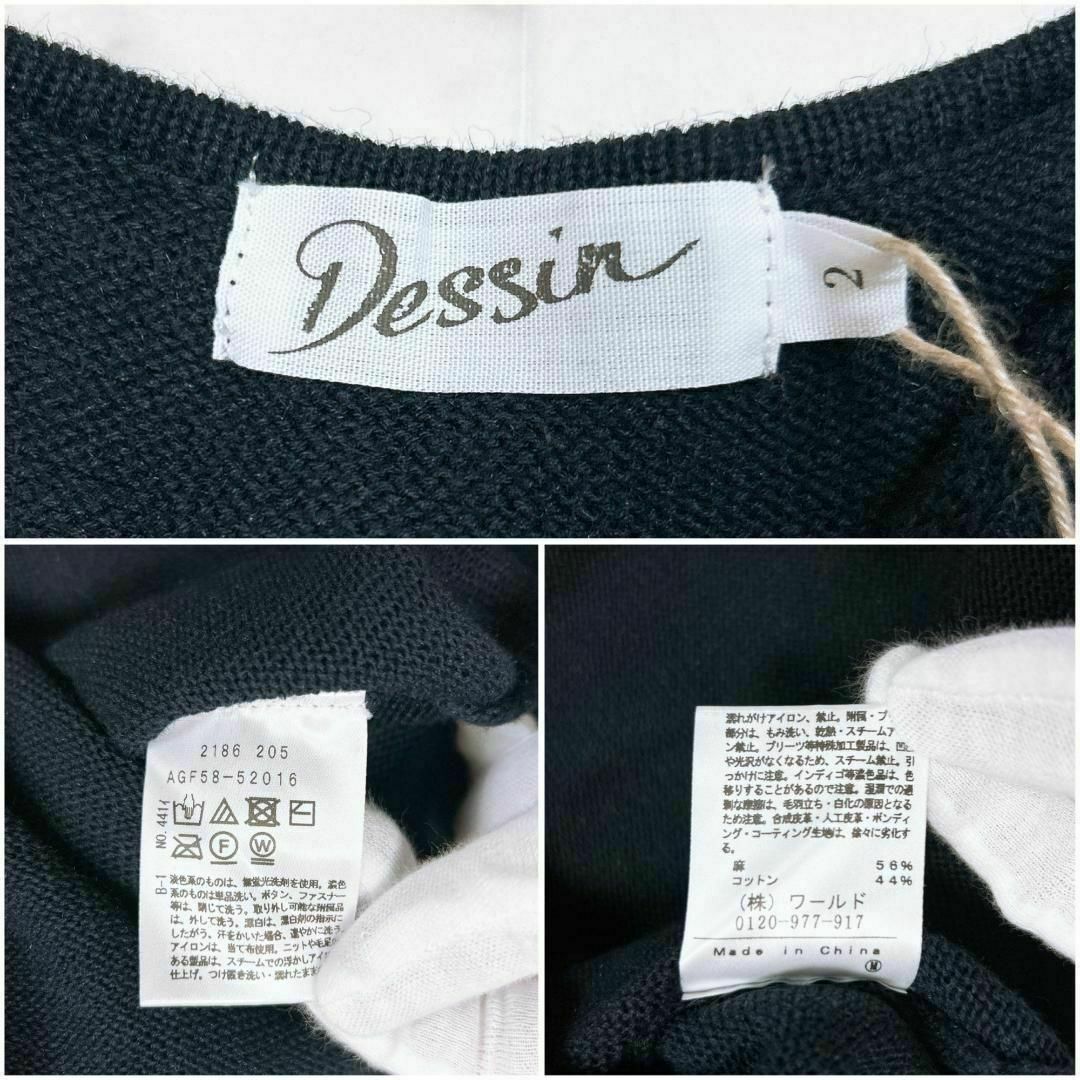 Dessin
2
2186 205
AGF58-52016
NO.441イ
B-1
F
W
淡色系のものは、無蛍光洗剤を使用。濃色
系のものは単品洗い。ボタン、ファスナー
等は、閉じて洗う。取り外し可能な附属品
は、外して洗う。漂白は、漂白剤の指示に
したがう。汗をかいた場合、速やかに洗う。
アイロンは、当て布使用。ニットや毛足の
ある製品は、スチームでの浮かしアイ
仕上げ。つけ置き洗い・濡れたまま
濡れがけアイロン、禁止。附属・プ
部分は、もみ洗い、乾熱・スチームア
ン禁止。プリーツ等特殊加工製品は、凹凸
や光沢がなくなるため、スチーム禁止。引
っかけに注意。インディゴ等濃色品は、色
移りすることがあるので注意。湿潤での過
剰な摩擦は、毛羽立ち・白化の原因となる
ため注意。合成皮革・人工皮革・ボンディ
ング・コーティング生地は、徐々に劣化す
る。
麻 56%
コットン 44%
(株) ワールド
0120-977-917
Made in China
M